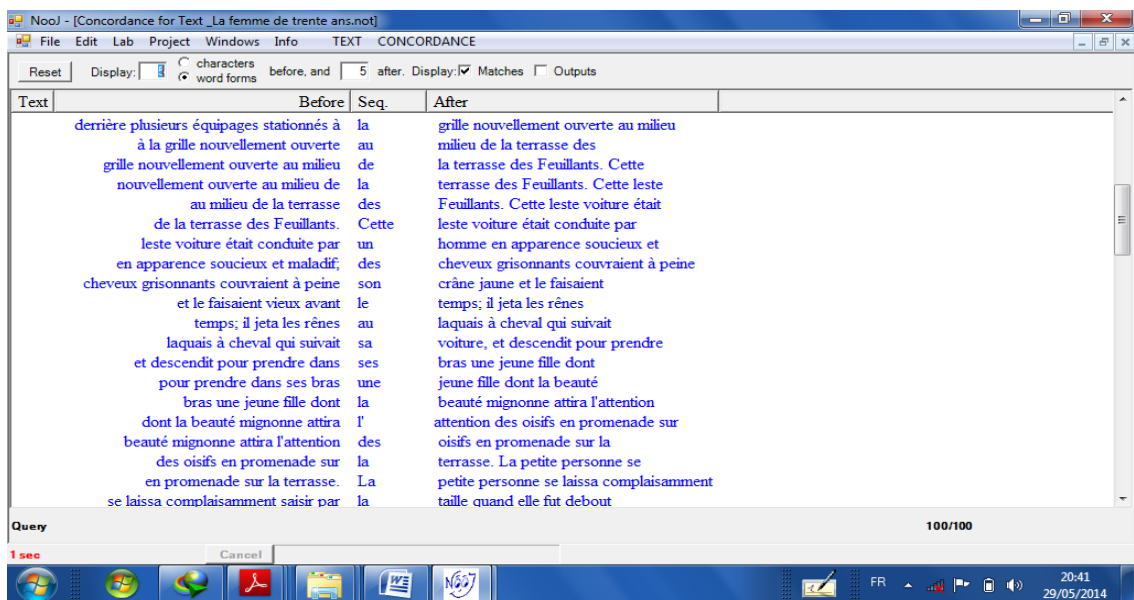 NooJ - [Concordance for Text _La femme de trente ans.not]
File Edit Lab Project Windows Info TEXT CONCORDANCE
Reset Display: characters word forms before, and 5 after. Display: Matches Outputs
Text Before Seq. After
derrière plusieurs équipages stationnés à la grille nouvellement ouverte au milieu
à la grille nouvellement ouverte au milieu de la terrasse des
grille nouvellement ouverte au milieu de la terrasse des Feuillants. Cette
nouvellement ouverte au milieu de la terrasse des Feuillants. Cette leste
au milieu de la terrasse des Feuillants. Cette leste voiture était
de la terrasse des Feuillants. Cette leste voiture était conduite par
leste voiture était conduite par un homme en apparence soucieux et
en apparence soucieux et maladif; des cheveux grisonnants couvraient à peine
cheveux grisonnants couvraient à peine son crâne jaune et le faisaient
et le faisaient vieux avant le temps; il jeta les rênes
temps; il jeta les rênes au laquais à cheval qui suivait
laquais à cheval qui suivait sa voiture, et descendit pour prendre
et descendit pour prendre dans ses bras une jeune fille dont
pour prendre dans ses bras une jeune fille dont la beauté
bras une jeune fille dont la beauté mignonne attira l'attention
dont la beauté mignonne attira l' attention des oisifs en promenade sur
beauté mignonne attira l'attention des oisifs en promenade sur la
des oisifs en promenade sur la terrasse. La petite personne se
en promenade sur la terrasse. La petite personne se laissa complaisamment
se laissa complaisamment saisir par la taille quand elle fut debout
Query 100/100
1 sec Cancel
NooJ FR 20:41
29/05/2014